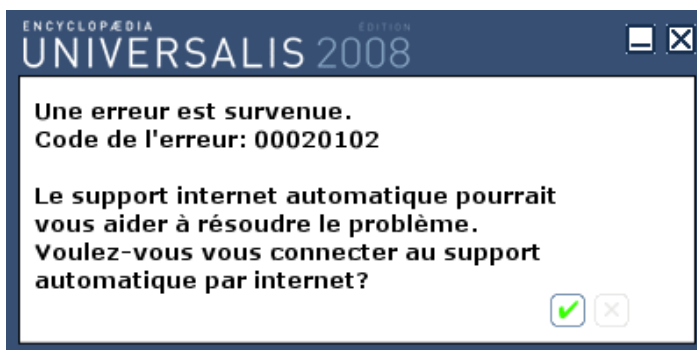 ENCYCLOPÆDIA
ÉDITION
UNIVERSALIS 2008
Une erreur est survenue.
Code de l'erreur: 00020102
Le support internet automatique pourrait
vous aider à résoudre le problème.
Voulez-vous vous connecter au support
automatique par internet?